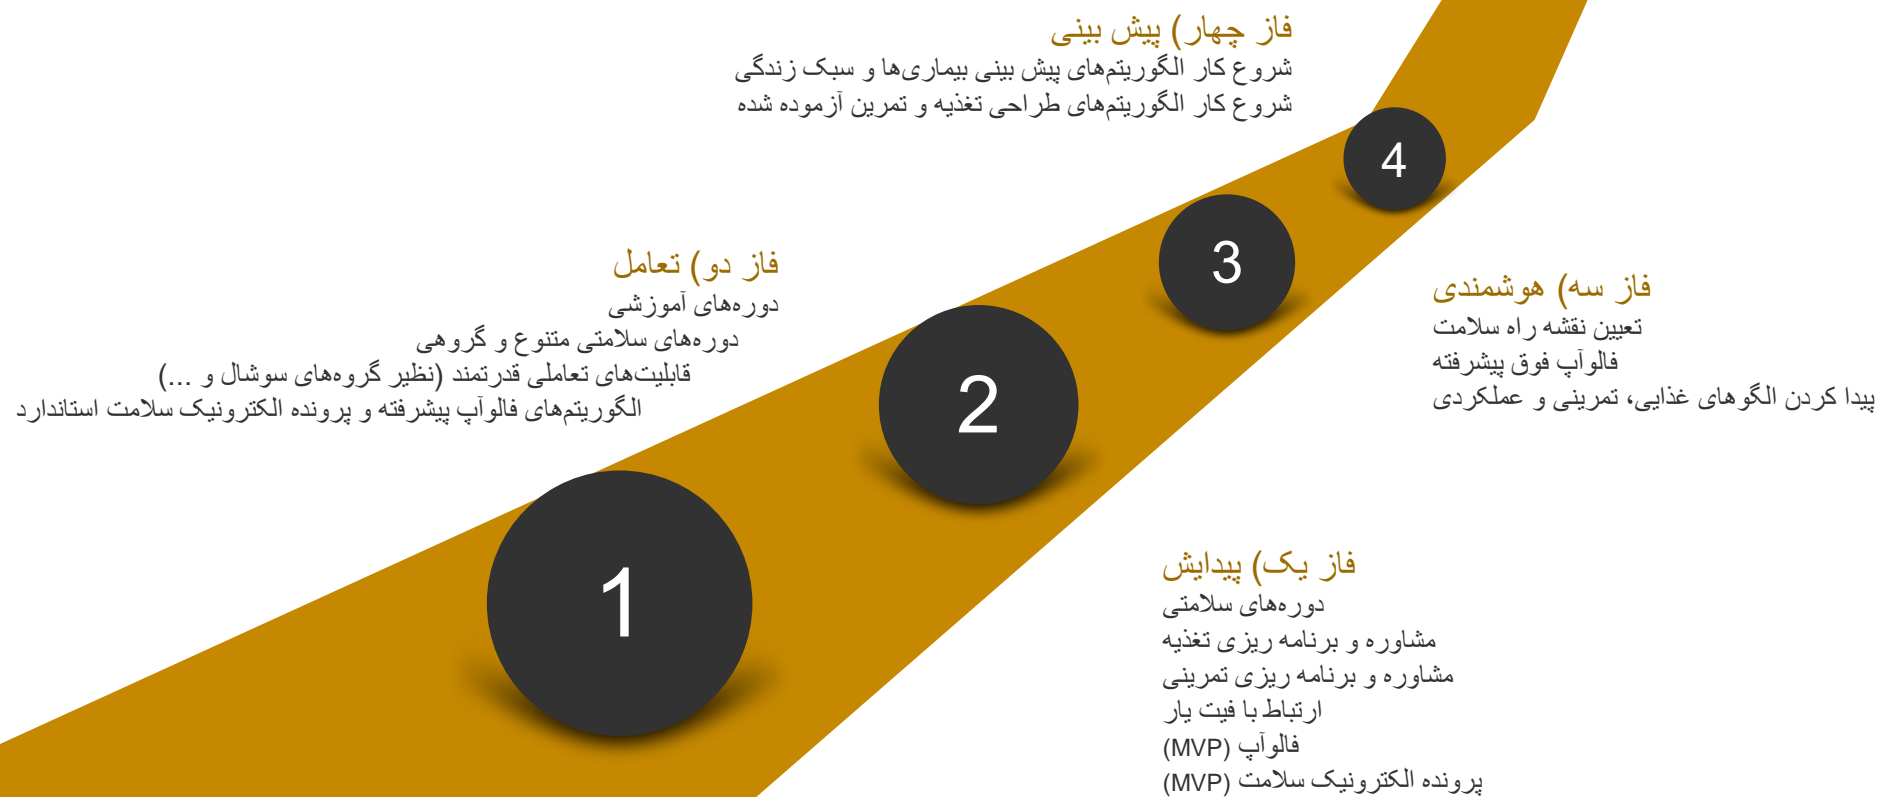 فاز چهار) پیش بینی
شروع کار الگوریتم‌های پیش بینی بیماری‌ها و سبک زندگی
شروع کار الگوریتم‌های طراحی تغذیه و تمرین آزموده شده
4
3
فاز دو) تعامل
دوره‌های آموزشی
دوره‌های سلامتی متنوع و گروهی
قابلیت‌های تعاملی قدرتمند (نظیر گروه‌های سوشال و ...)
الگوریتم‌های فالوآپ پیشرفته و پرونده الکترونیک سلامت استاندارد
فاز سه) هوشمندی
تعیین نقشه راه سلامت
فالوآپ فوق پیشرفته
پیدا کردن الگوهای غذایی، تمرینی و عملکردی
2
1
فاز یک) پیدایش
دوره‌های سلامتی
مشاوره و برنامه ریزی تغذیه
مشاوره و برنامه ریزی تمرینی
ارتباط با فیت یار
فالوآپ (MVP)
پرونده الکترونیک سلامت (MVP)